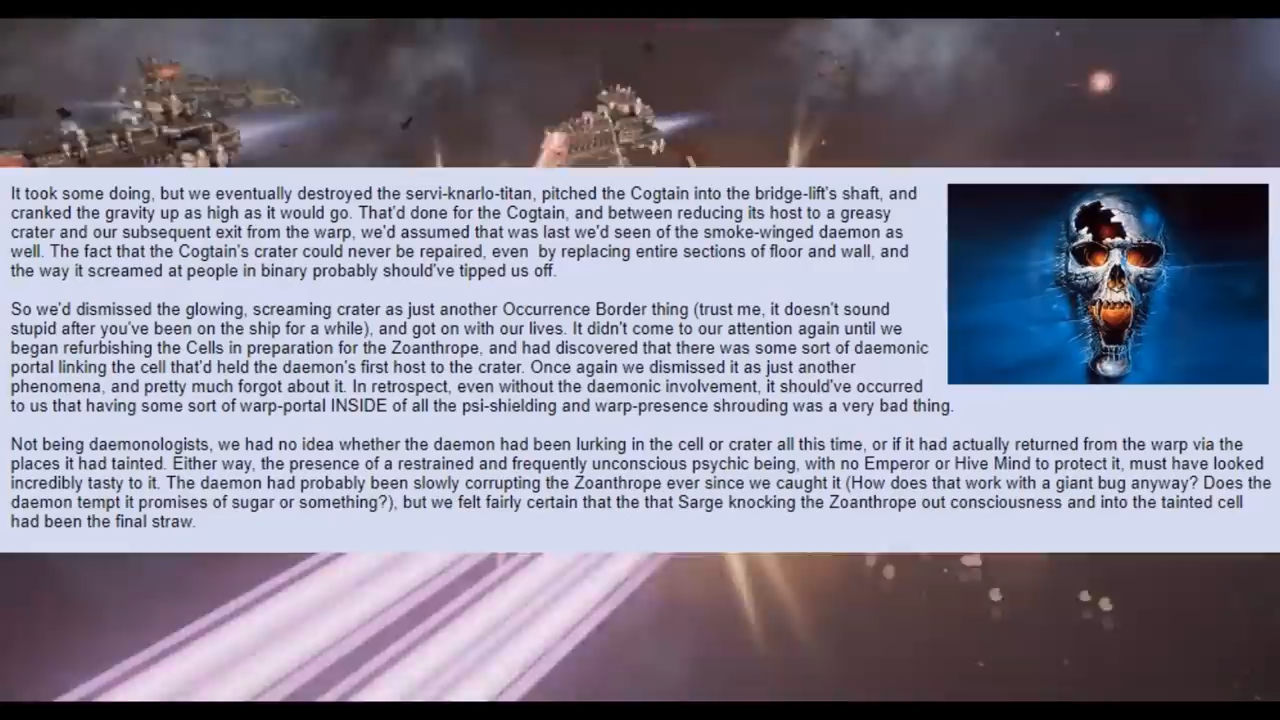 It took some doing, but we eventually destroyed the servi-knarlo-titan, pitched the Cogtain into the bridge-lift's shaft, and
cranked the gravity up as high as it would go. That'd done for the Cogtain, and between reducing its host to a greasy
crater and our subsequent exit from the warp, we'd assumed that was last we'd seen of the smoke-winged daemon as
well. The fact that the Cogtain's crater could never be repaired, even by replacing entire sections of floor and wall, and
the way it screamed at people in binary probably should've tipped us off.
So we'd dismissed the glowing, screaming crater as just another Occurrence Border thing (trust me, it doesn't sound
stupid after you've been on the ship for a while), and got on with our lives. It didn't come to our attention again until we
began refurbishing the Cells in preparation for the Zoanthrope, and had discovered that there was some sort of daemonic
portal linking the cell that'd held the daemon's first host to the crater. Once again we dismissed it as just another
phenomena, and pretty much forgot about it. In retrospect, even without the daemonic involvement, it should've occurred
to us that having some sort of warp-portal INSIDE of all the psi-shielding and warp-presence shrouding was a very bad thing.
Not being daemonologists, we had no idea whether the daemon had been lurking in the cell or crater all this time, or if it had actually returned from the warp via the
places it had tainted. Either way, the presence of a restrained and frequently unconscious psychic being, with no Emperor or Hive Mind to protect it, must have looked
incredibly tasty to it. The daemon had probably been slowly corrupting the Zoanthrope ever since we caught it (How does that work with a giant bug anyway? Does the
daemon tempt it promises of sugar or something?), but we felt fairly certain that the that Sarge knocking the Zoanthrope out consciousness and into the tainted cell
had been the final straw.